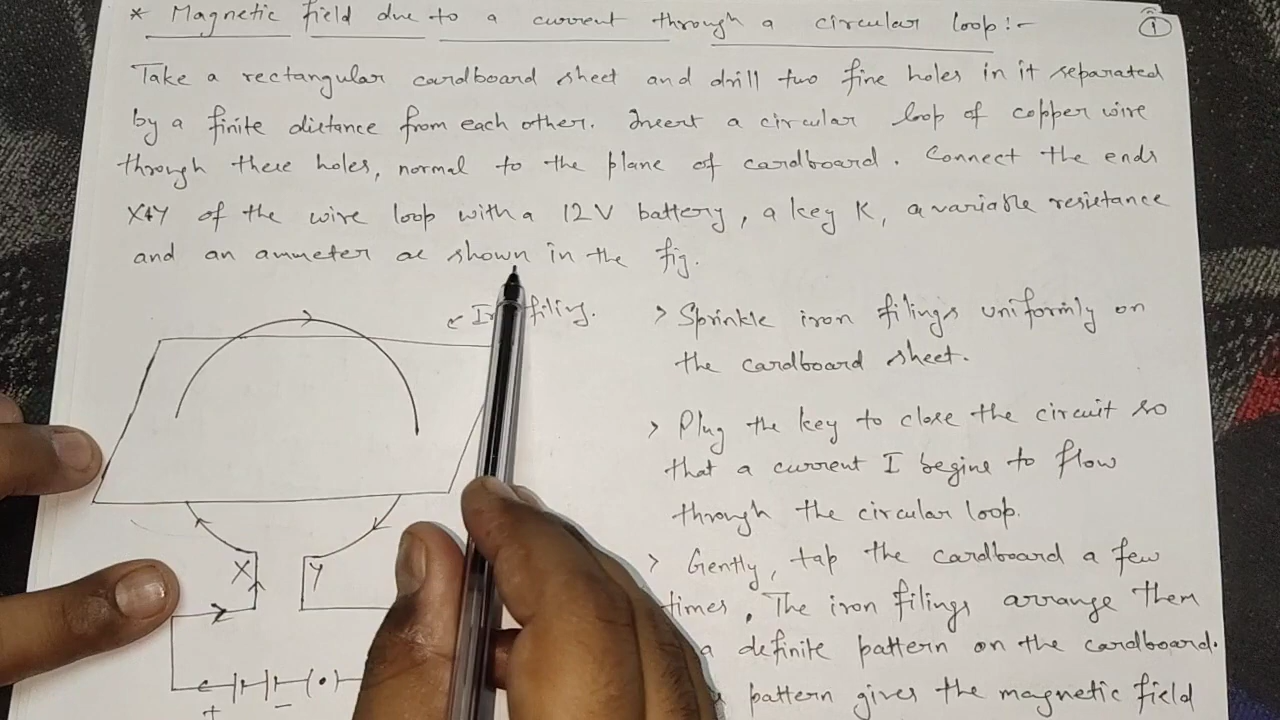 * Magnetic field due to a current through a circular loop:-
①
Take a rectangular cardboard sheet and drill two fine holes in it separated
by a finite distance from each other. Insert a circular loop of copper wire
through these holes, normal to the plane of cardboard. Connect the ends
X&Y of the wire loop with a 12V battery, a key K, a variable resistance
and an ammeter as shown in the fig.
filing.
> Sprinkle iron filings uniformly on
the cardboard sheet.
> Plug the key to close the circuit so
that a current I begins to flow
through the circular loop.
> Gently, tap the cardboard a few
times. The iron filings arrange them
a definite pattern on the cardboard.
pattern gives the magnetic field
X
Y
+ -